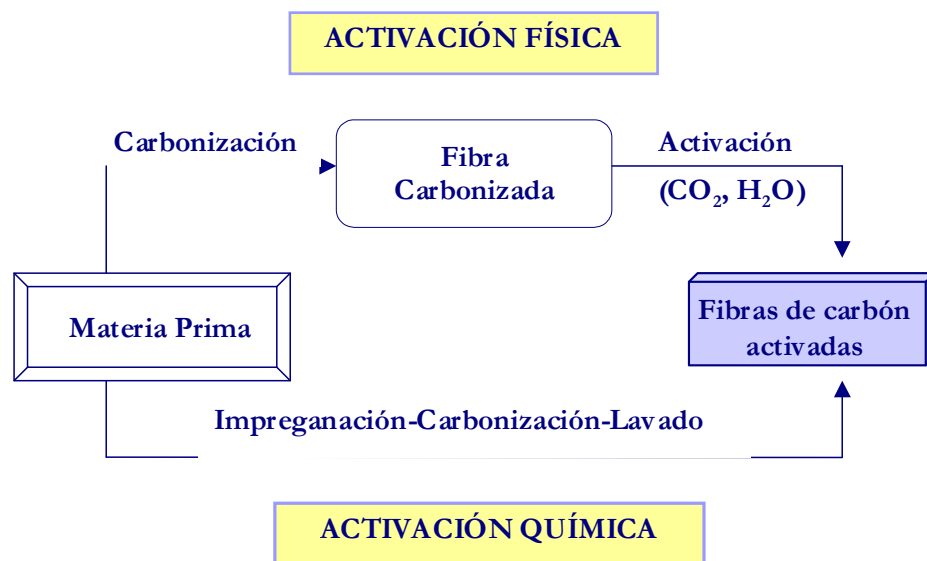 ACTIVACIÓN FÍSICA
Carbonización
Fibra
Carbonizada
Activación
(CO₂, H₂O)
Materia Prima
Fibras de carbón
activadas
Impreganación-Carbonización-Lavado
ACTIVACIÓN QUÍMICA